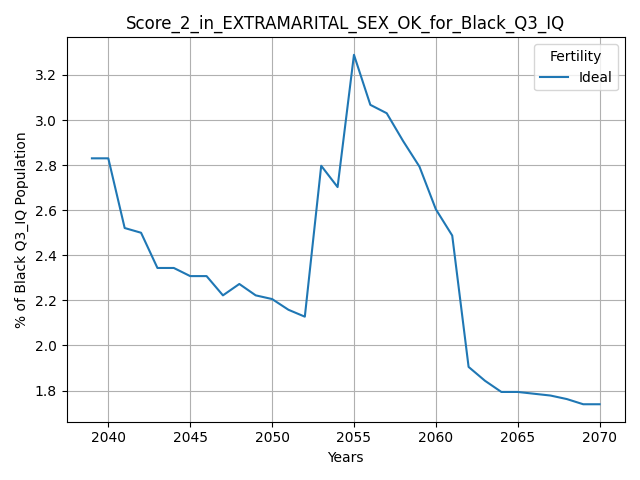 Score_2_in_EXTRAMARITAL_SEX_OK_for_Black_Q3_IQ
Fertility
Ideal
3.2
3.0
2.8
2.6
2.4
2.2
2.0
1.8
% of Black Q3_IQ Population
2040 2045 2050 2055 2060 2065 2070
Years